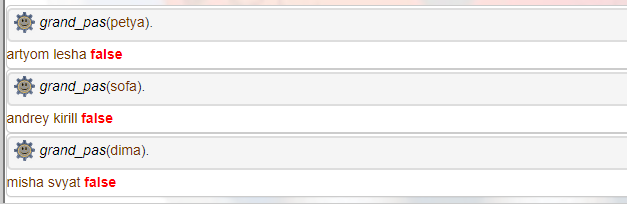 grand_pas(petya).
artyom lesha false
grand_pas(sofa).
andrey kirill false
grand_pas(dima).
misha svyat false